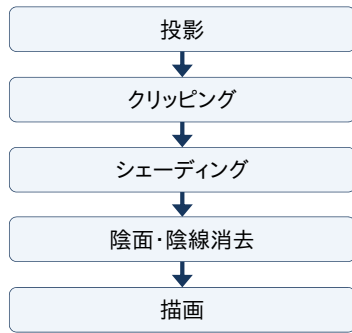 投影
クリッピング
シェーディング
陰面・陰線消去
描画